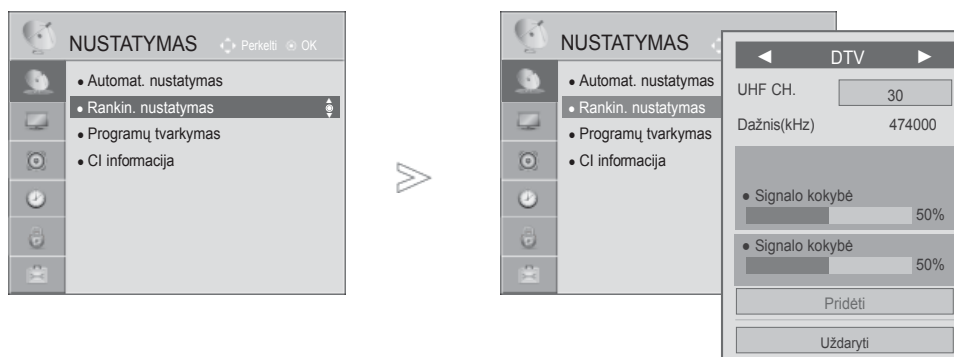 NUSTATYMAS Perkelti OK
● Automat. nustatymas
● Rankin. nustatymas
● Programų tvarkymas
● CI informacija
NUSTATYMAS
● Automat. nustatymas
● Rankin. nustatymas
● Programų tvarkymas
● CI informacija
◄ DTV ►
UHF CH. 30
Dažnis(kHz) 474000
● Signalo kokybė
50%
● Signalo kokybė
50%
Pridėti
Uždaryti